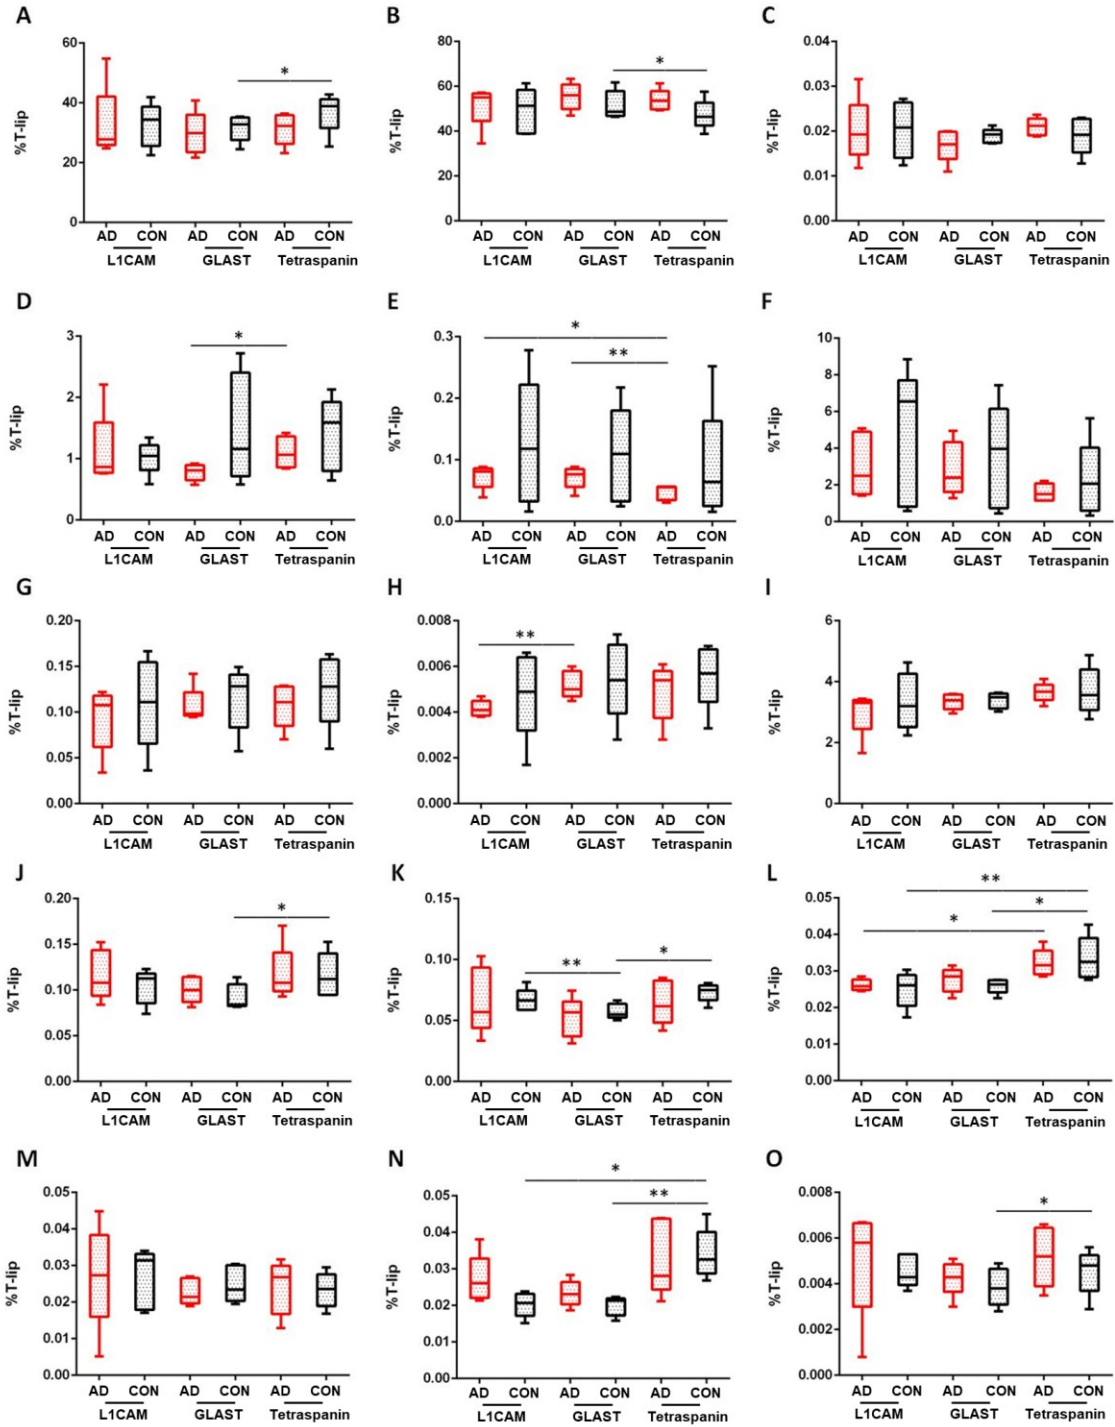 A
B
C
%T-lip
60
40
20
0
*
AD CON AD CON AD CON
L1CAM GLAST Tetraspanin
%T-lip
80
60
40
20
0
*
AD CON AD CON AD CON
L1CAM GLAST Tetraspanin
%T-lip
0.04
0.03
0.02
0.01
0.00
AD CON AD CON AD CON
L1CAM GLAST Tetraspanin
D
E
F
%T-lip
3
2
1
0
*
AD CON AD CON AD CON
L1CAM GLAST Tetraspanin
%T-lip
0.3
0.2
0.1
0.0
*
**
AD CON AD CON AD CON
L1CAM GLAST Tetraspanin
%T-lip
10
8
6
4
2
0
AD CON AD CON AD CON
L1CAM GLAST Tetraspanin
G
H
I
%T-lip
0.20
0.15
0.10
0.05
0.00
AD CON AD CON AD CON
L1CAM GLAST Tetraspanin
%T-lip
0.008
0.006
0.004
0.002
0.000
**
AD CON AD CON AD CON
L1CAM GLAST Tetraspanin
%T-lip
6
4
2
0
AD CON AD CON AD CON
L1CAM GLAST Tetraspanin
J
K
L
%T-lip
0.20
0.15
0.10
0.05
0.00
*
AD CON AD CON AD CON
L1CAM GLAST Tetraspanin
%T-lip
0.15
0.10
0.05
0.00
**
*
AD CON AD CON AD CON
L1CAM GLAST Tetraspanin
%T-lip
0.05
0.04
0.03
0.02
0.01
0.00
**
*
*
AD CON AD CON AD CON
L1CAM GLAST Tetraspanin
M
N
O
%T-lip
0.05
0.04
0.03
0.02
0.01
0.00
AD CON AD CON AD CON
L1CAM GLAST Tetraspanin
%T-lip
0.05
0.04
0.03
0.02
0.01
0.00
*
**
AD CON AD CON AD CON
L1CAM GLAST Tetraspanin
%T-lip
0.008
0.006
0.004
0.002
0.000
*
AD CON AD CON AD CON
L1CAM GLAST Tetraspanin